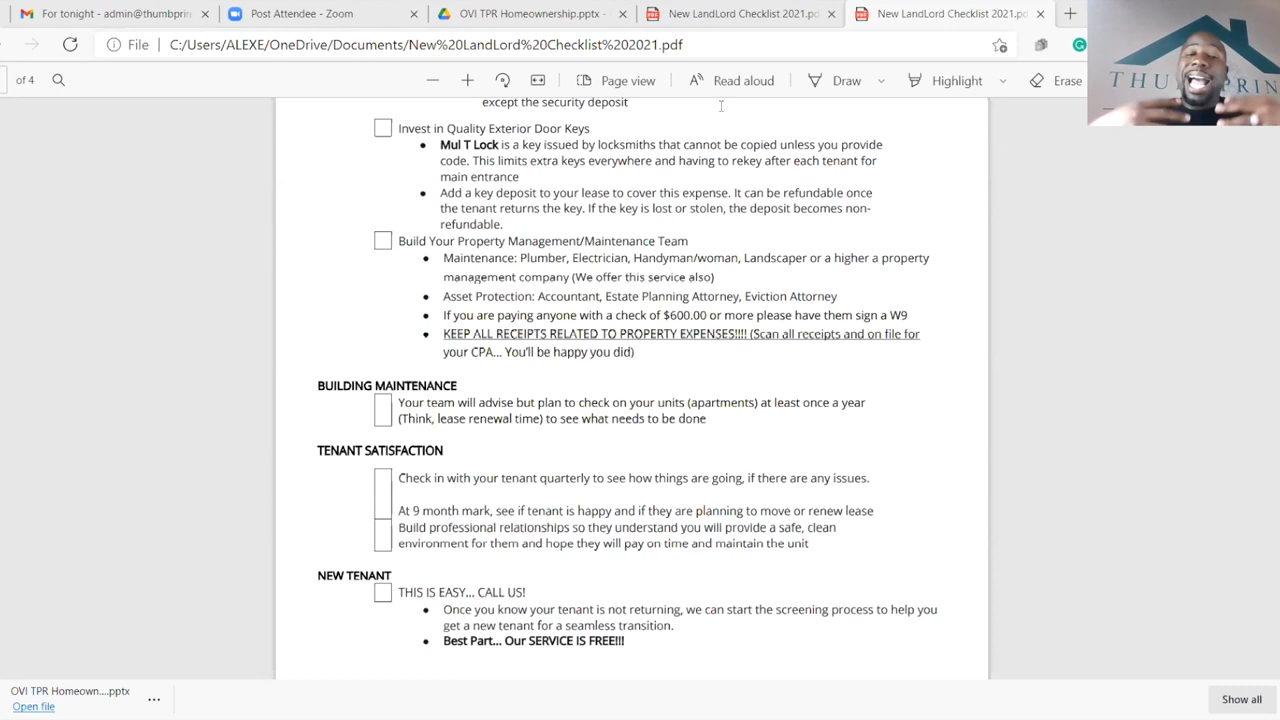 For tonight - admin@thumbprin
Post Attendee - Zoom
OVI TPR Homeownership.pptx -
New LandLord Checklist 2021.pd
New LandLord Checklist 2021.pd
File
C:/Users/ALEXE/OneDrive/Documents/New%20LandLord%20Checklist%202021.pdf
of 4
Page view
Read aloud
Draw
Highlight
Erase
except the security deposit
Invest in Quality Exterior Door Keys
• Mul T Lock is a key issued by locksmiths that cannot be copied unless you provide
code. This limits extra keys everywhere and having to rekey after each tenant for
main entrance
• Add a key deposit to your lease to cover this expense. It can be refundable once
the tenant returns the key. If the key is lost or stolen, the deposit becomes non-
refundable.
Build Your Property Management/Maintenance Team
• Maintenance: Plumber, Electrician, Handyman/woman, Landscaper or a higher a property
management company (We offer this service also)
• Asset Protection: Accountant, Estate Planning Attorney, Eviction Attorney
• If you are paying anyone with a check of $600.00 or more please have them sign a W9
• KEEP ALL RECEIPTS RELATED TO PROPERTY EXPENSES!!!! (Scan all receipts and on file for
your CPA... You'll be happy you did)
BUILDING MAINTENANCE
Your team will advise but plan to check on your units (apartments) at least once a year
(Think, lease renewal time) to see what needs to be done
TENANT SATISFACTION
Check in with your tenant quarterly to see how things are going, if there are any issues.
At 9 month mark, see if tenant is happy and if they are planning to move or renew lease
Build professional relationships so they understand you will provide a safe, clean
environment for them and hope they will pay on time and maintain the unit
NEW TENANT
THIS IS EASY... CALL US!
• Once you know your tenant is not returning, we can start the screening process to help you
get a new tenant for a seamless transition.
• Best Part... Our SERVICE IS FREE!!!
OVI TPR Homeown....pptx
Open file
Show all